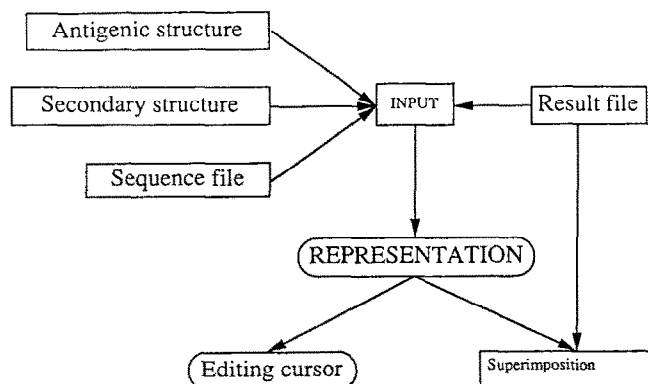 Antigenic structure
Secondary structure
INPUT
Result file
Sequence file
REPRESENTATION
Editing cursor
Superimposition